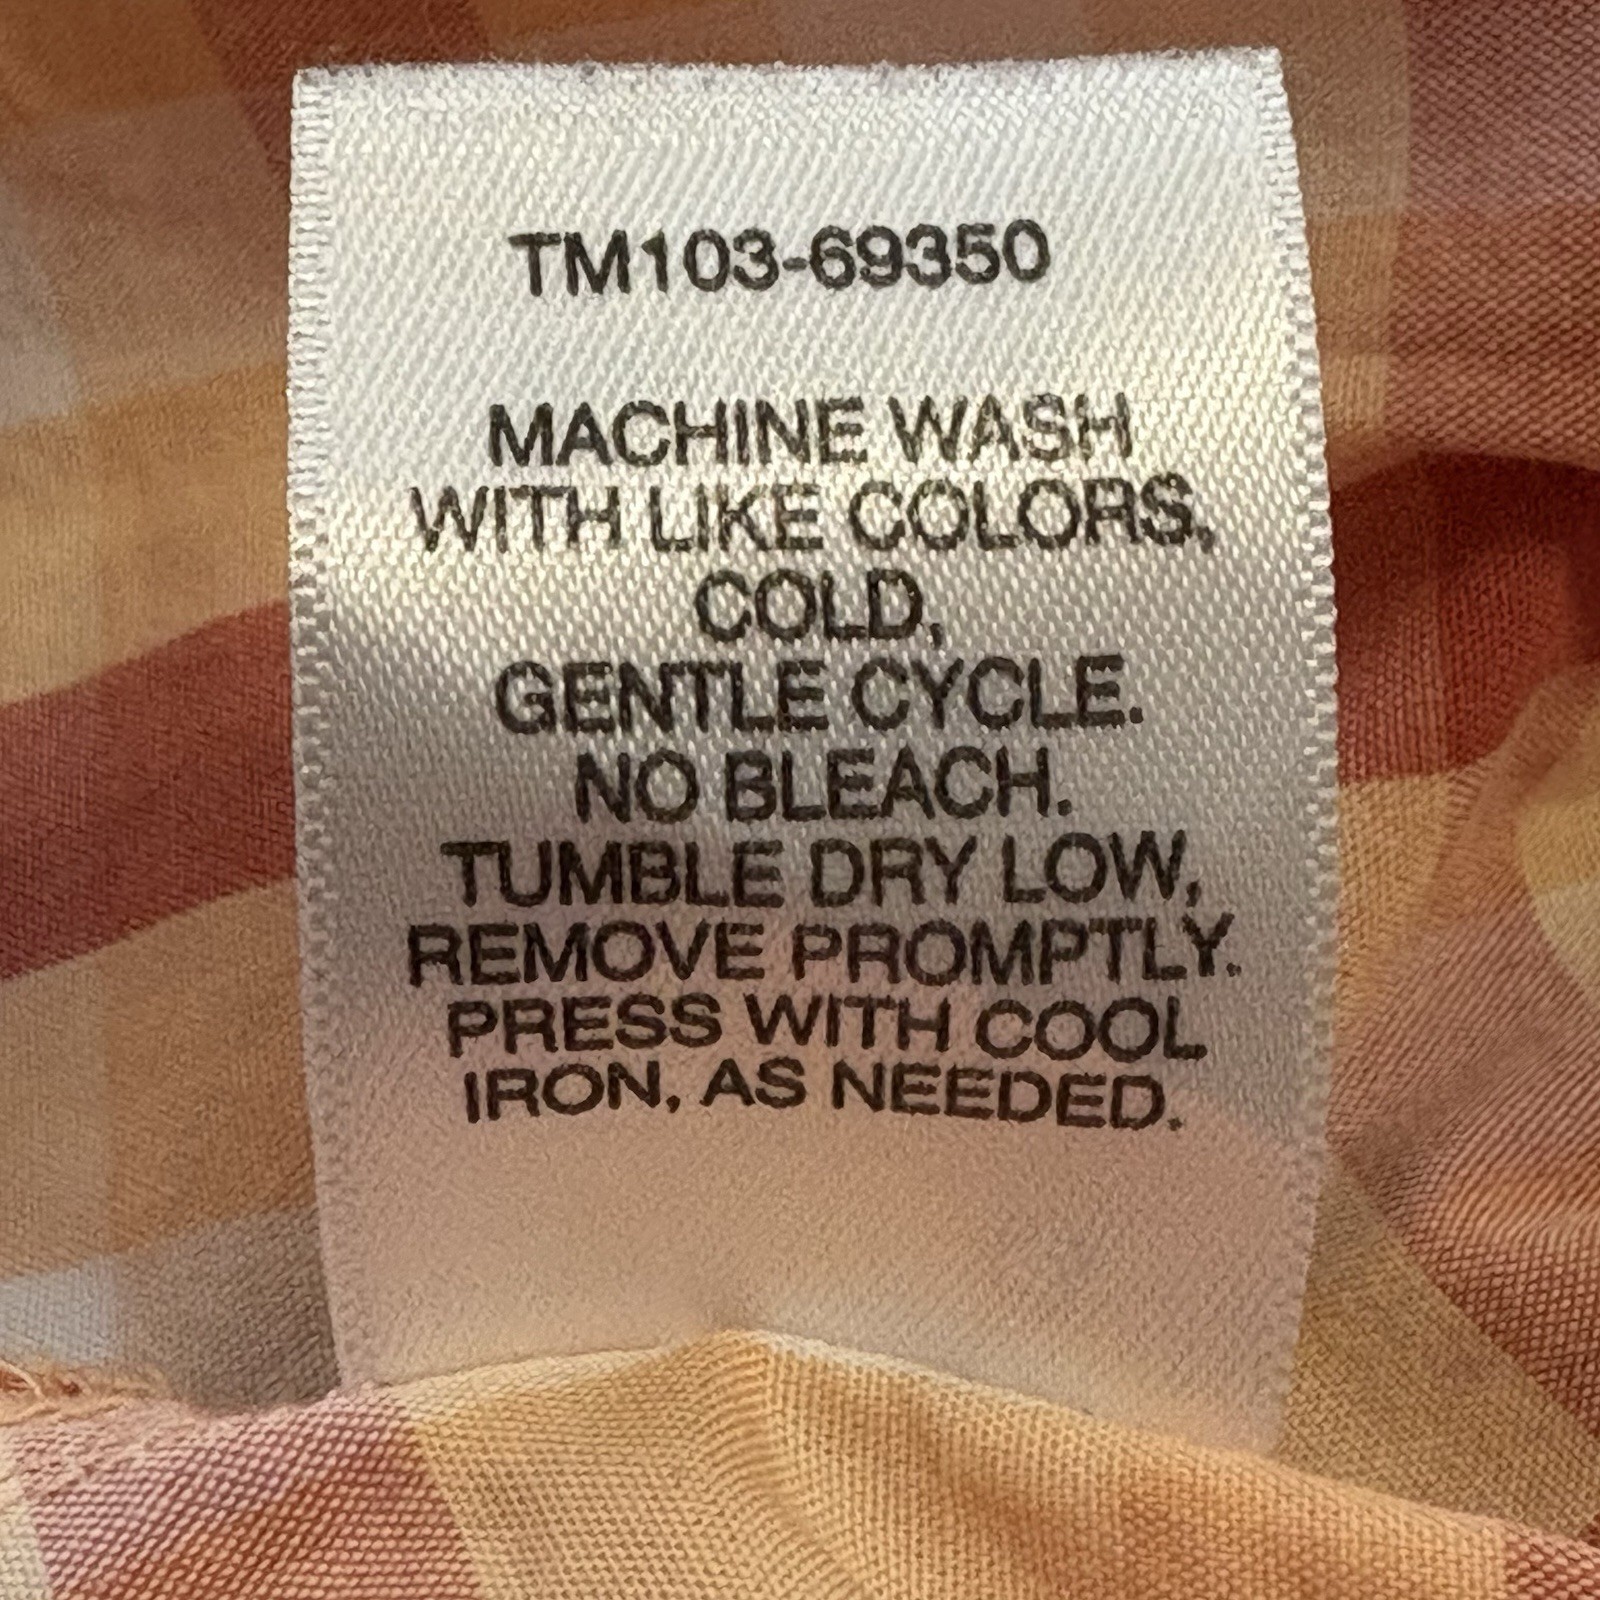 TM103-69350
MACHINE WASH
WITH LIKE COLORS,
COLD,
GENTLE CYCLE.
NO BLEACH.
TUMBLE DRY LOW,
REMOVE PROMPTLY.
PRESS WITH COOL
IRON, AS NEEDED.